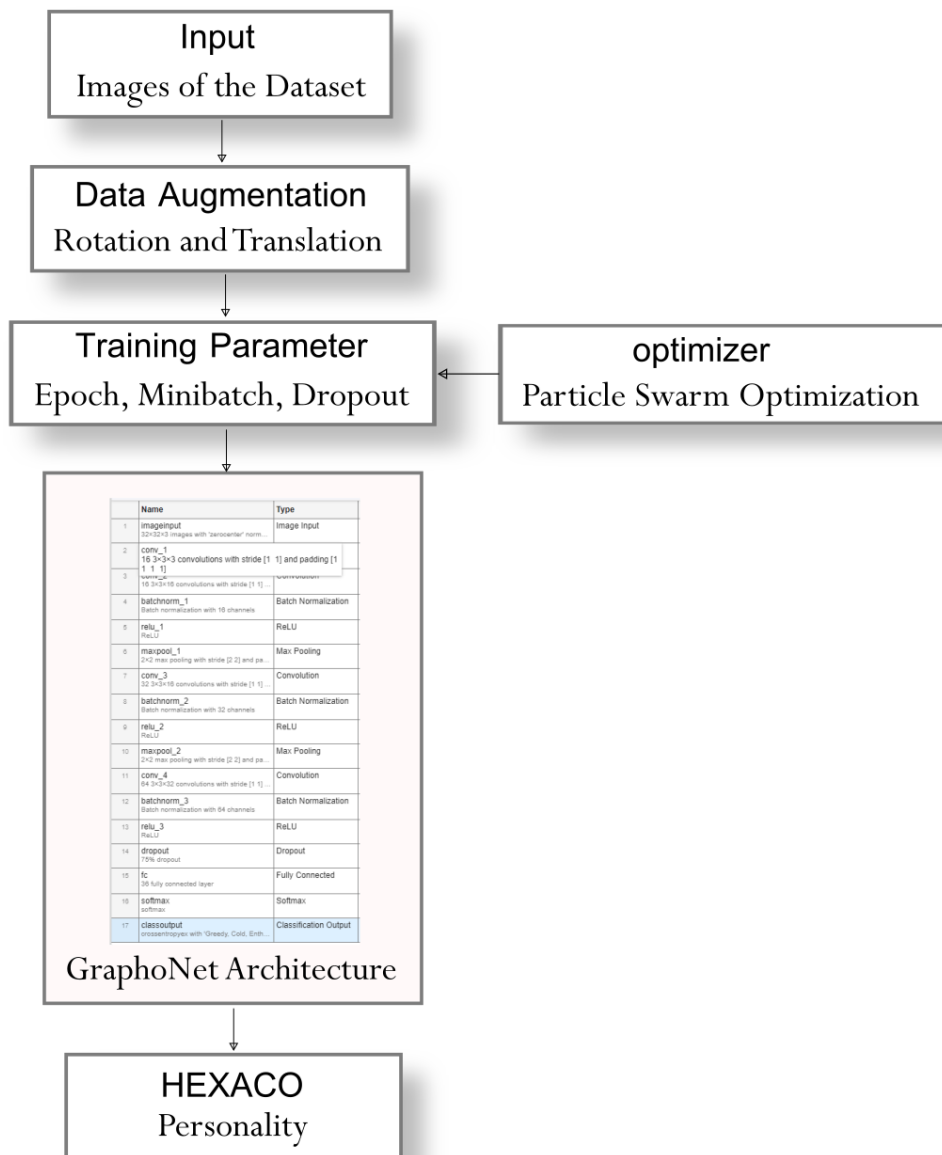 Input
Images of the Dataset
Data Augmentation
Rotation and Translation
Training Parameter
Epoch, Minibatch, Dropout
optimizer
Particle Swarm Optimization
Name Type
1 imageinput Image Input
32×32×3 images with 'zerocenter' norm...
2 conv_1
16 3×3×3 convolutions with stride [1 1] and padding [1
1 1 1]
3
16 3×3×16 convolutions with stride [1 1] ...
4 batchnorm_1 Batch Normalization
Batch normalization with 16 channels
5 relu_1 ReLU
ReLU
6 maxpool_1 Max Pooling
2×2 max pooling with stride [2 2] and pa...
7 conv_3 Convolution
32 3×3×16 convolutions with stride [1 1] ...
8 batchnorm_2 Batch Normalization
Batch normalization with 32 channels
9 relu_2 ReLU
ReLU
10 maxpool_2 Max Pooling
2×2 max pooling with stride [2 2] and pa...
11 conv_4 Convolution
64 3×3×32 convolutions with stride [1 1] ...
12 batchnorm_3 Batch Normalization
Batch normalization with 64 channels
13 relu_3 ReLU
ReLU
14 dropout Dropout
75% dropout
15 fc Fully Connected
36 fully connected layer
16 softmax Softmax
softmax
17 classoutput Classification Output
crossentropyex with 'Greedy, Cold, Enth...
GraphoNet Architecture
HEXACO
Personality